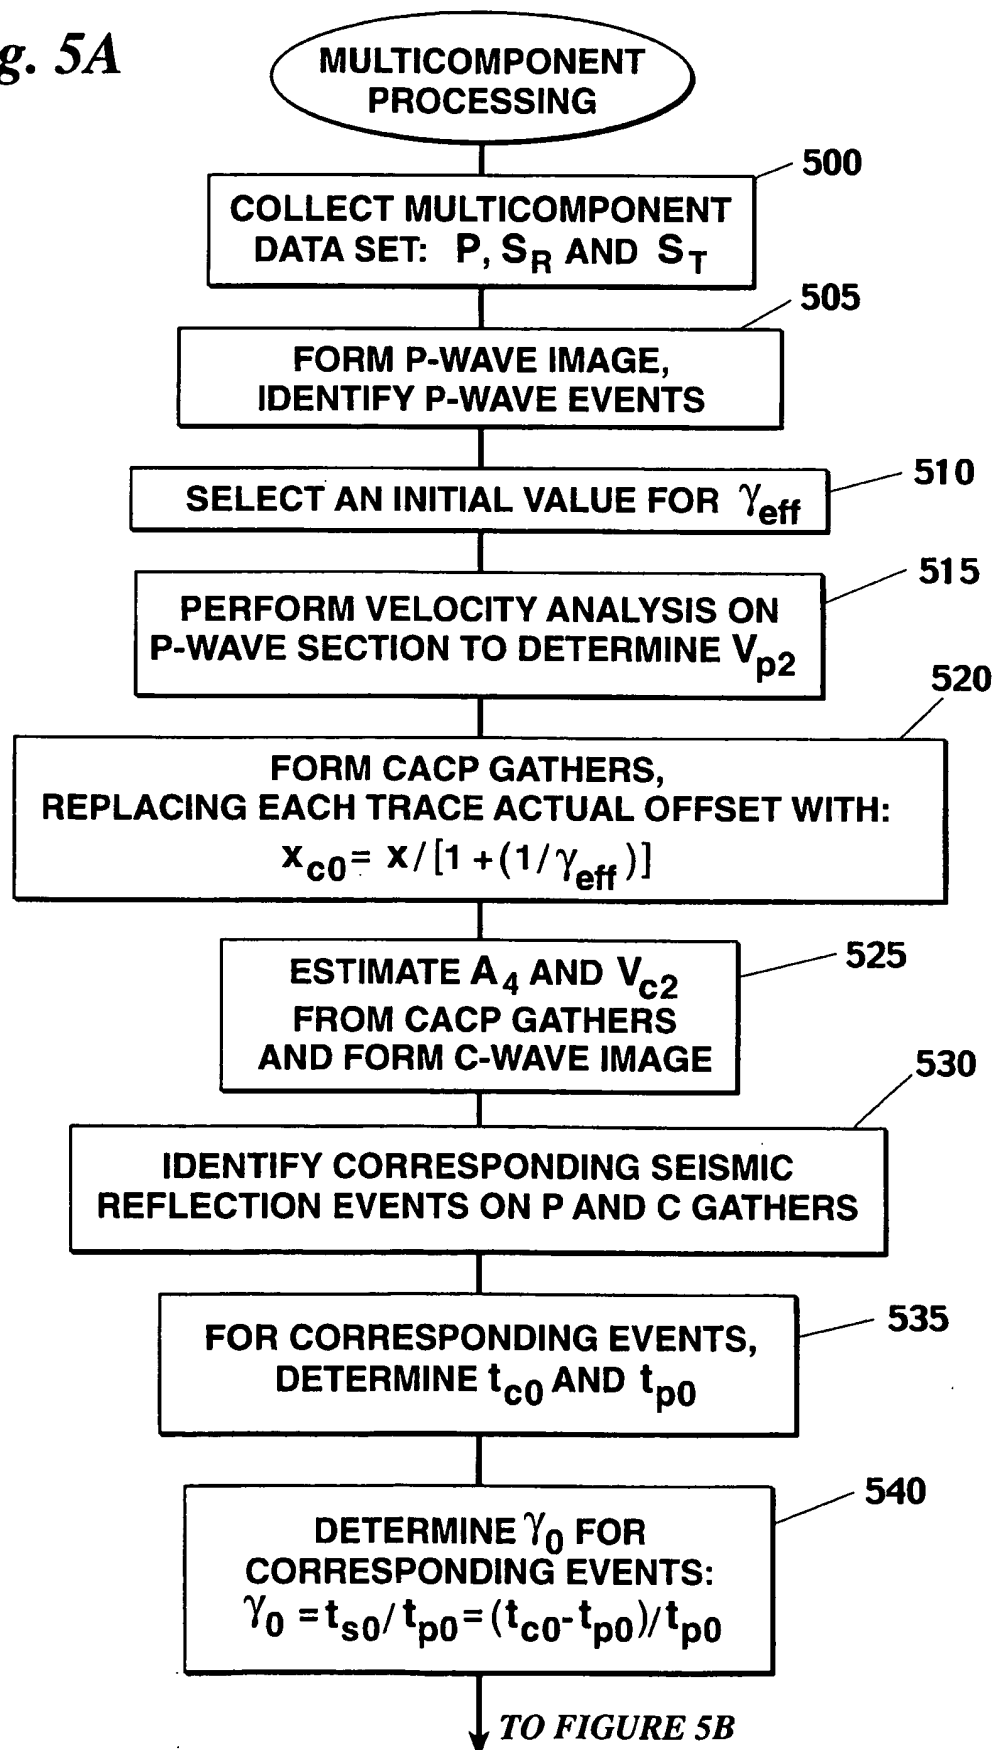 g. 5A
MULTICOMPONENT
PROCESSING
500
COLLECT MULTICOMPONENT
DATA SET: P, S_R AND S_T
505
FORM P-WAVE IMAGE,
IDENTIFY P-WAVE EVENTS
510
SELECT AN INITIAL VALUE FOR γ_eff
515
PERFORM VELOCITY ANALYSIS ON
P-WAVE SECTION TO DETERMINE V_p2
520
FORM CACP GATHERS,
REPLACING EACH TRACE ACTUAL OFFSET WITH:
x_c0 = x/[1+(1/γ_eff)]
525
ESTIMATE A_4 AND V_c2
FROM CACP GATHERS
AND FORM C-WAVE IMAGE
530
IDENTIFY CORRESPONDING SEISMIC
REFLECTION EVENTS ON P AND C GATHERS
535
FOR CORRESPONDING EVENTS,
DETERMINE t_c0 AND t_p0
540
DETERMINE γ_0 FOR
CORRESPONDING EVENTS:
γ_0 = t_s0/t_p0 = (t_c0-t_p0)/t_p0
TO FIGURE 5B